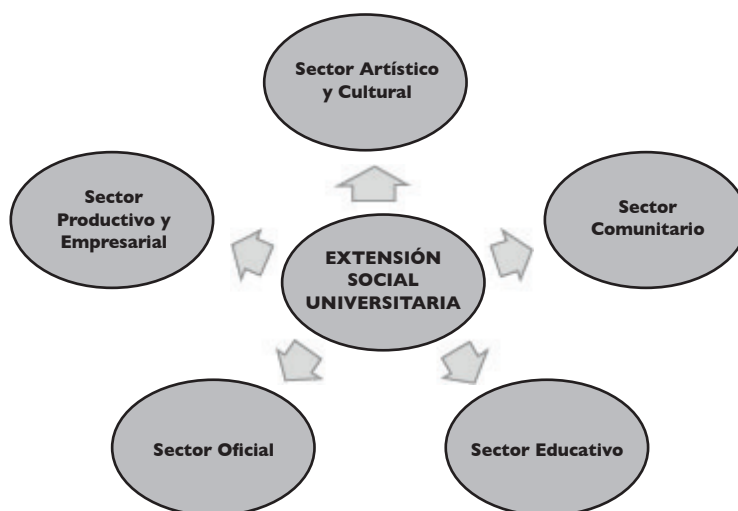 Sector Artístico
y Cultural
Sector
Productivo y
Empresarial
Sector
Comunitario
EXTENSIÓN
SOCIAL
UNIVERSITARIA
Sector Oficial
Sector Educativo